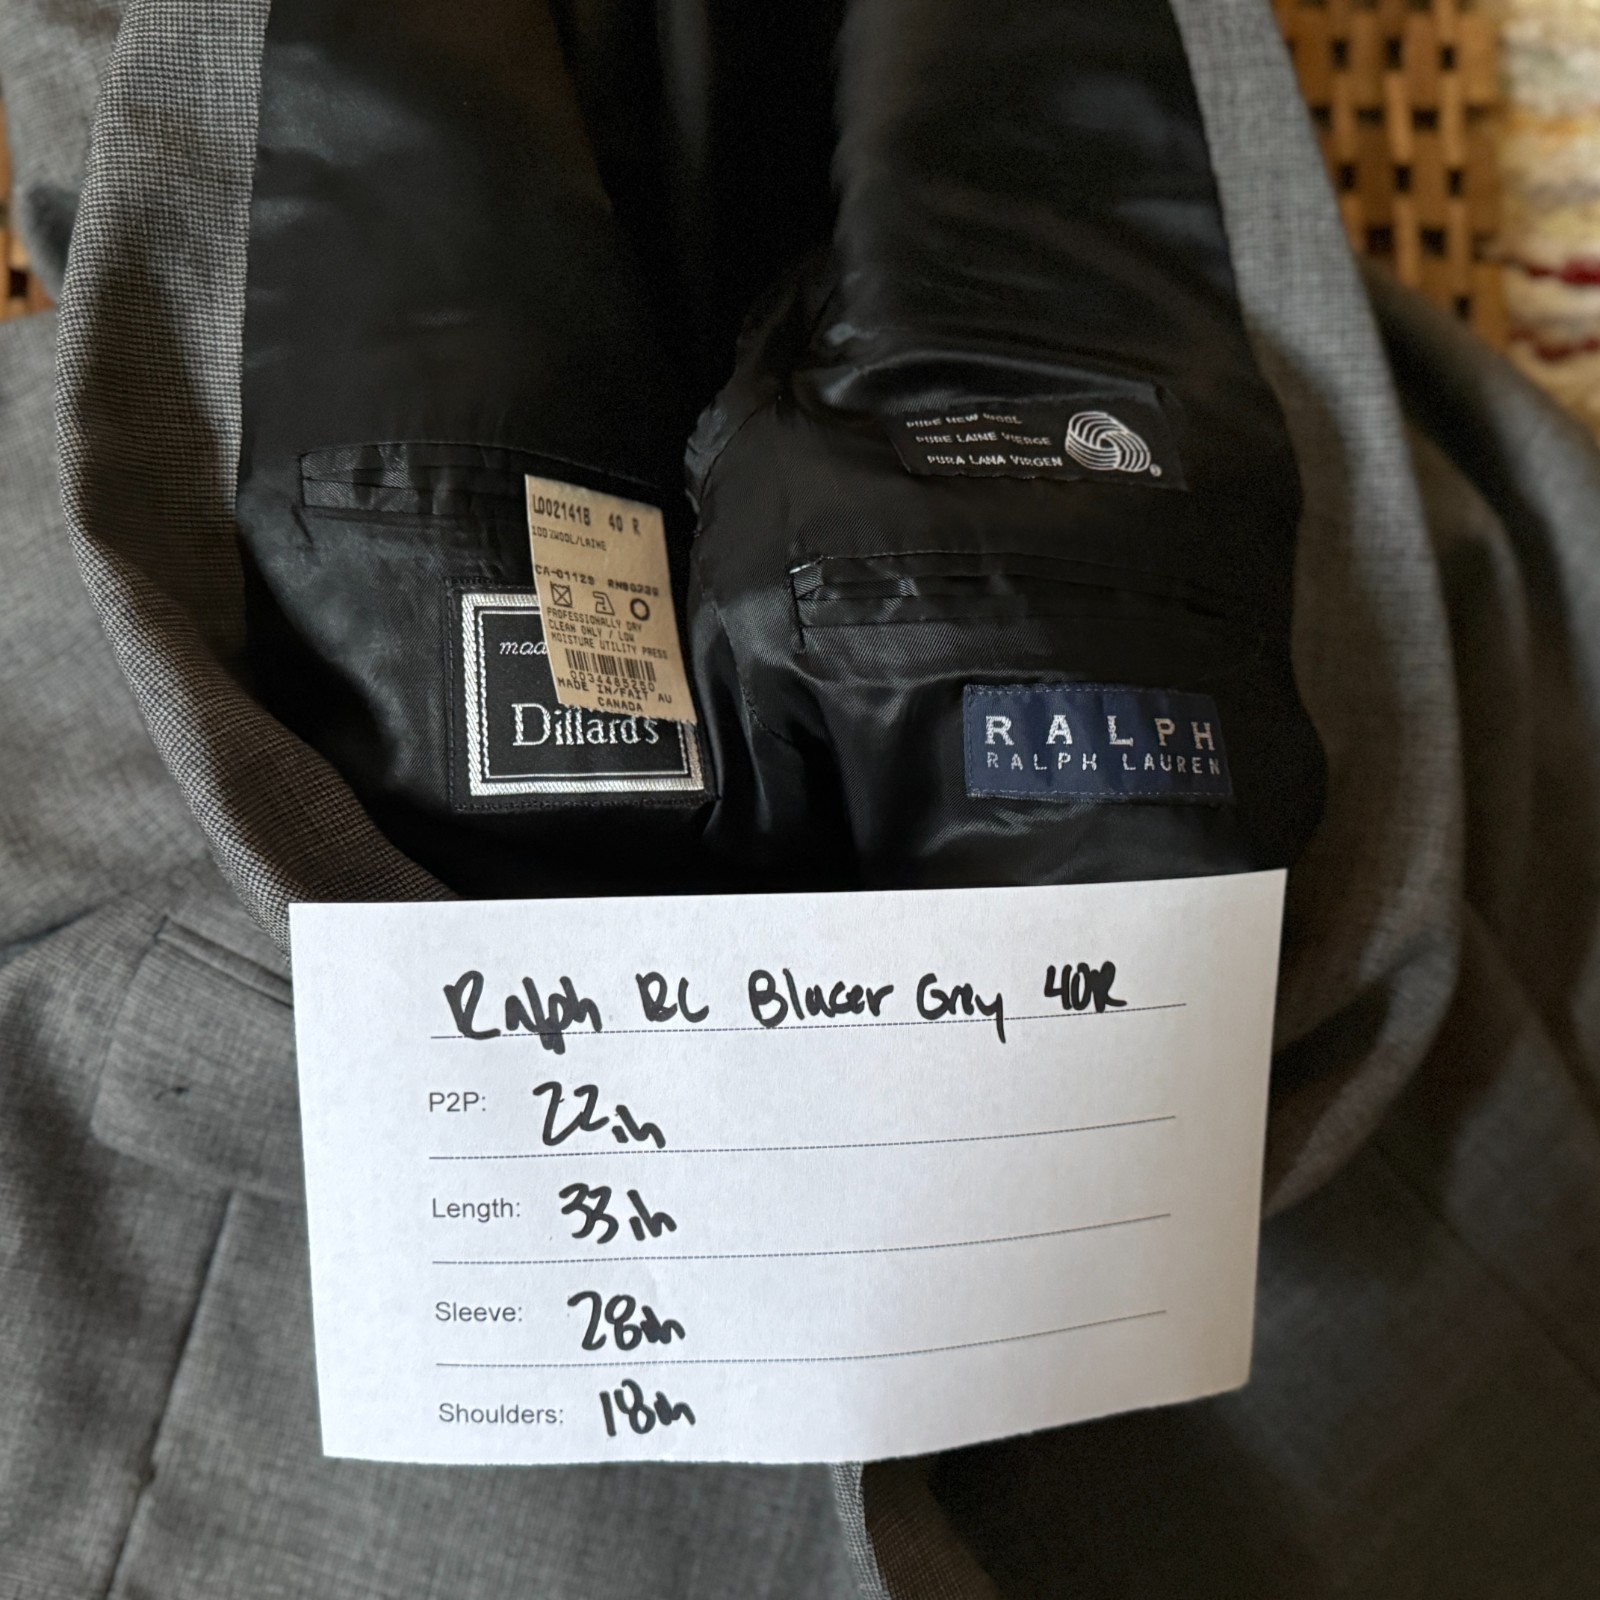 PURE NEW WOOL
PURE LAINE VIERGE
PURA LANA VIRGEN
L002141B 40 R
100%WOOL/LAINE
CA-01129
PROFESSIONALLY DRY
CLEAN ONLY / LOW
MOISTURE UTILITY PRESS
0034485250
MADE IN/FAIT AU
CANADA
Dillard's
RALPH
RALPH LAUREN
Ralph RL Blazer Grey 40R
P2P: 22in
Length: 33in
Sleeve: 28in
Shoulders: 18in